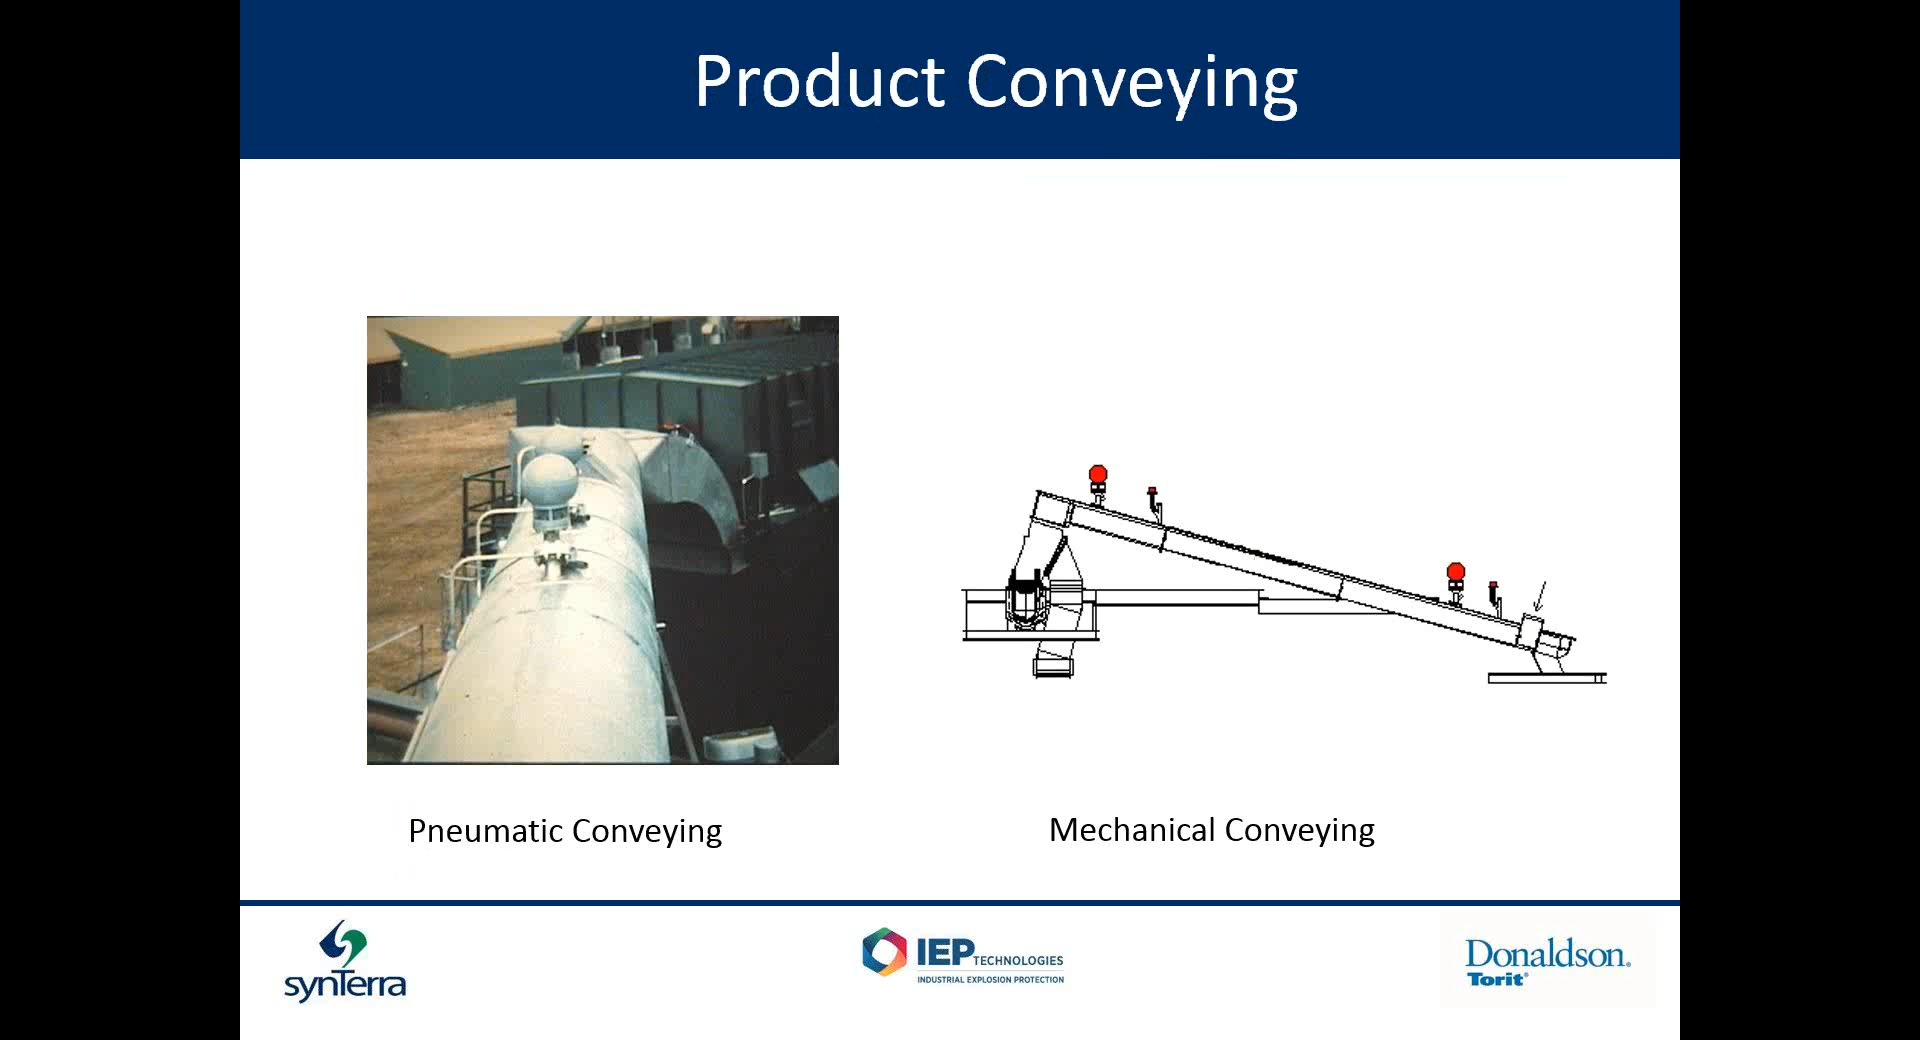 Product Conveying
Pneumatic Conveying
Mechanical Conveying
synTerra
IEP TECHNOLOGIES
INDUSTRIAL EXPLOSION PROTECTION
Donaldson®
Torit®